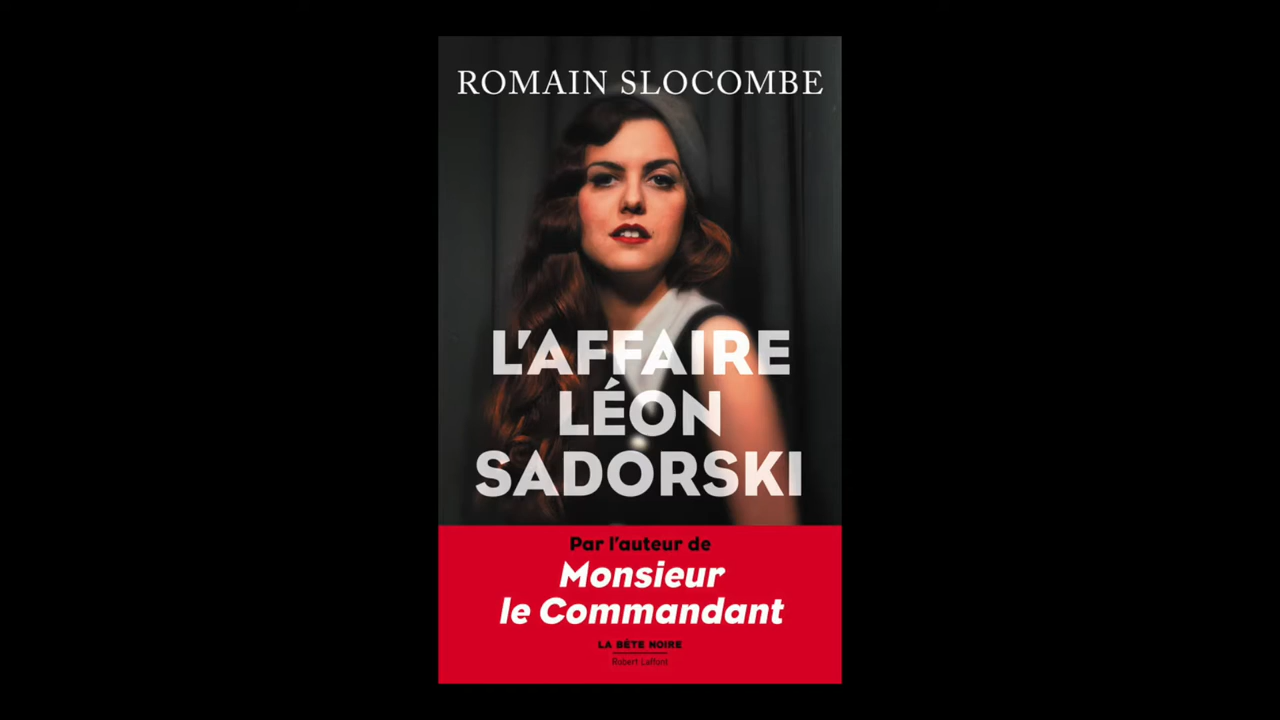 ROMAIN SLOCOMBE
L'AFFAIRE
LÉON
SADORSKI
Par l'auteur de
Monsieur
le Commandant
LA BÊTE NOIRE
Robert Laffont